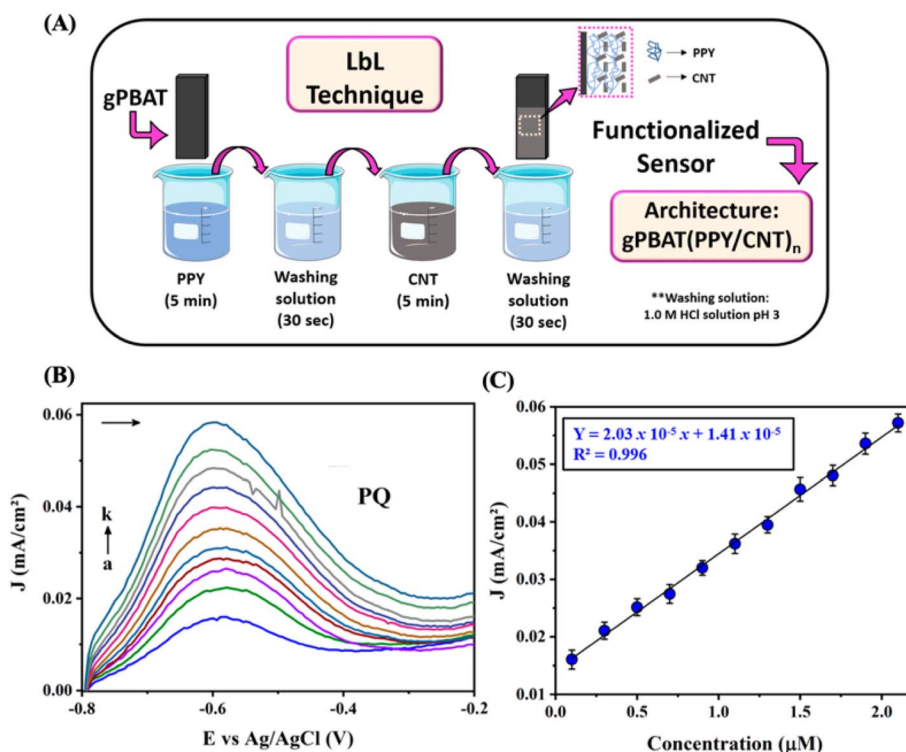 (A)
LbL
Technique
gPBAT
PPY
CNT
Functionalized
Sensor
Architecture:
gPBAT(PPY/CNT)n
PPY
(5 min)
Washing
solution
(30 sec)
CNT
(5 min)
Washing
solution
(30 sec)
**Washing solution:
1.0 M HCl solution pH 3
(B)
0.06
0.04
0.02
0.00
J (mA/cm²)
k
a
PQ
-0.8
-0.6
-0.4
-0.2
E vs Ag/AgCl (V)
(C)
Y = 2.03 x 10⁻⁵ x + 1.41 x 10⁻⁵
R² = 0.996
0.06
0.05
0.04
0.03
0.02
0.01
J (mA/cm²)
0.0
0.5
1.0
1.5
2.0
Concentration (μM)